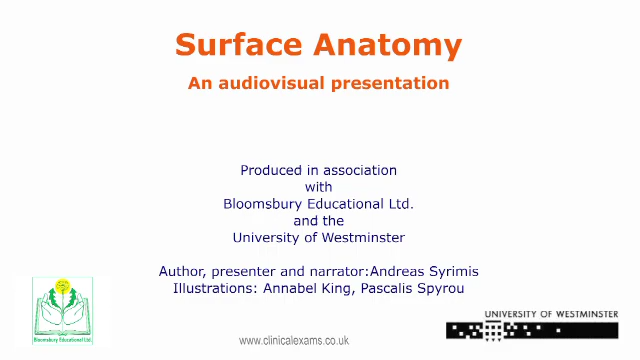 Surface Anatomy
An audiovisual presentation
Produced in association
with
Bloomsbury Educational Ltd.
and the
University of Westminster
Author, presenter and narrator:Andreas Syrimis
Illustrations: Annabel King, Pascalis Spyrou
Bloomsbury Educational Ltd.
www.clinicalexams.co.uk
UNIVERSITY OF WESTMINSTER